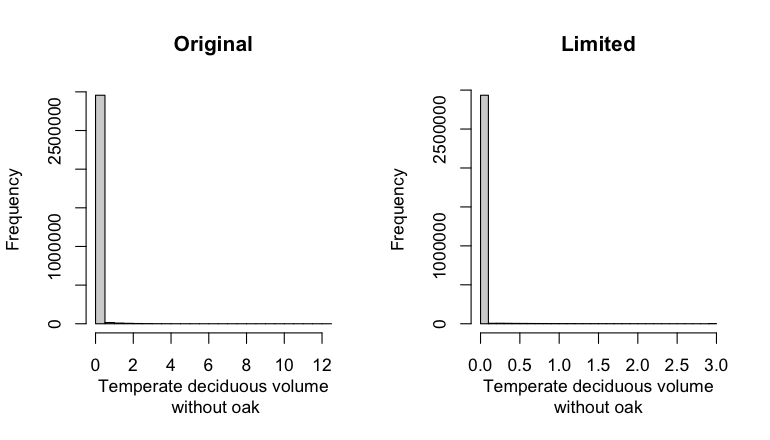 Original
Frequency
0
1000000
2500000
0 2 4 6 8 10 12
Temperate deciduous volume
without oak
Limited
Frequency
0
1000000
2500000
0.0 0.5 1.0 1.5 2.0 2.5 3.0
Temperate deciduous volume
without oak